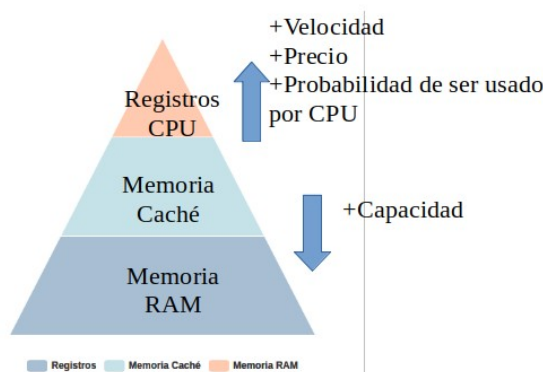 +Velocidad
+Precio
+Probabilidad de ser usado
por CPU
Registros
CPU
Memoria
Caché
+Capacidad
Memoria
RAM
Registros Memoria Caché Memoria RAM